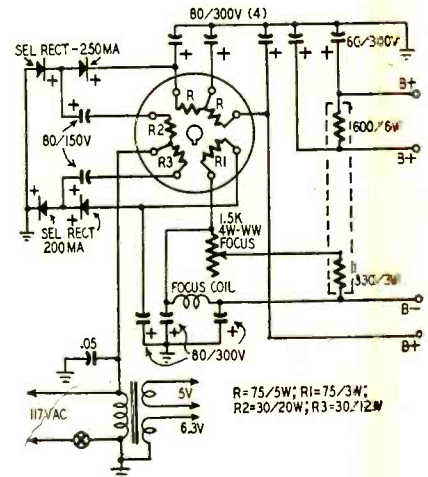 80/300V (4)
SEL RECT-250MA
60/300V
R
R
B+
R2
1600/6W
80/150V
R3
R1
B+
SEL RECT
200MA
1.5K
4W-WW
FOCUS
FOCUS COIL
330/3W
B-
80/300V
B+
.05
5V
R=75/5W; R1=75/3W;
117VAC
R2=30/20W; R3=30/12W
6.3V